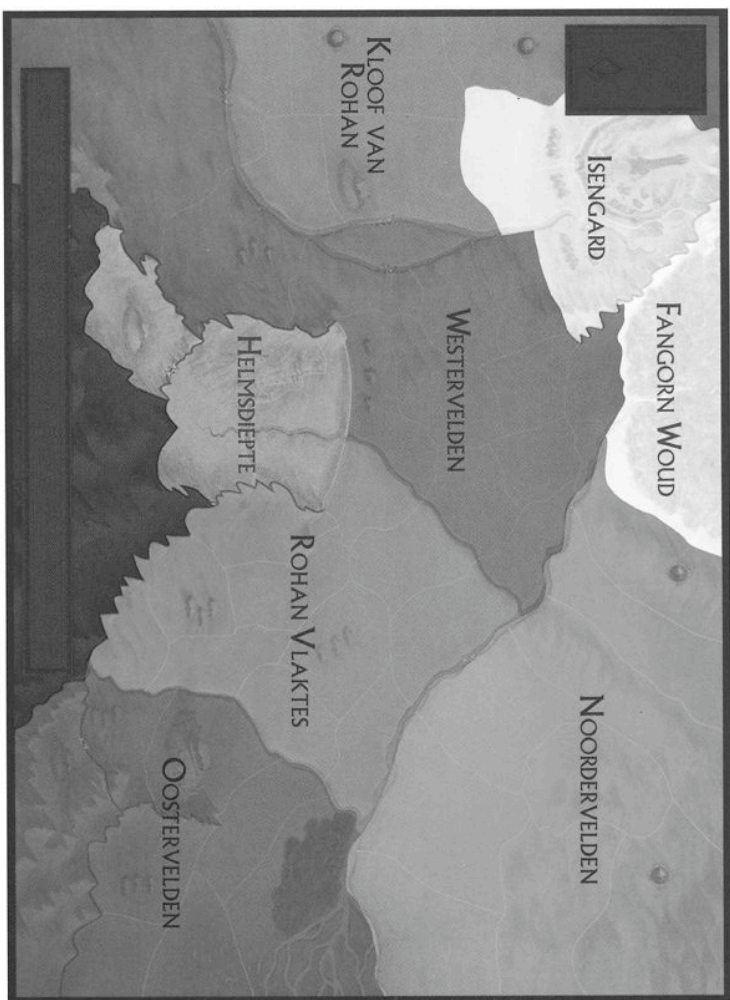 KLOOF VAN
ROHAN
ISENGARD
FANGORN WOUD
WESTERVELDEN
HELMSDIEPTE
ROHAN VLAKTES
NOORDERVELDEN
OOSTERVELDEN